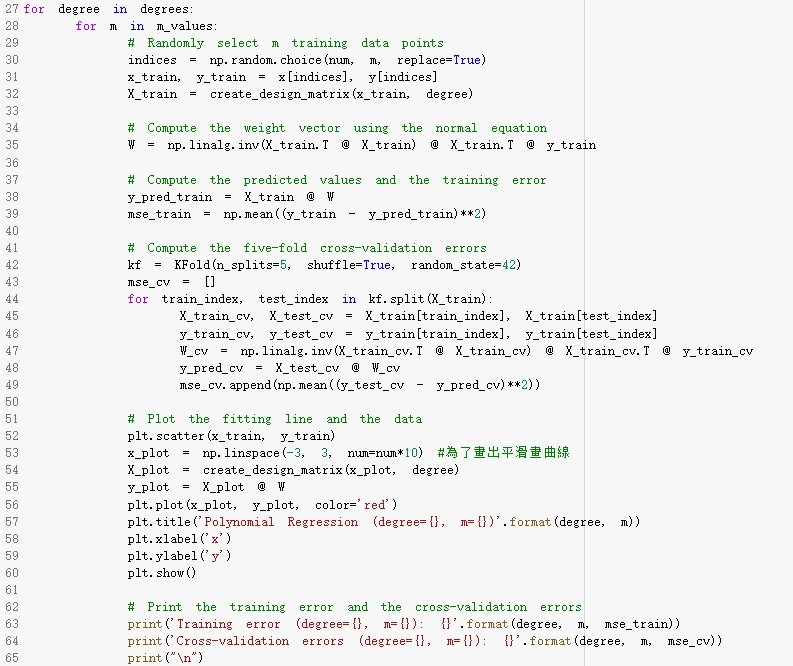 27 for degree in degrees:
28     for m in m_values:
29         # Randomly select m training data points
30         indices = np.random.choice(num, m, replace=True)
31         x_train, y_train = x[indices], y[indices]
32         X_train = create_design_matrix(x_train, degree)
33
34         # Compute the weight vector using the normal equation
35         W = np.linalg.inv(X_train.T @ X_train) @ X_train.T @ y_train
36
37         # Compute the predicted values and the training error
38         y_pred_train = X_train @ W
39         mse_train = np.mean((y_train - y_pred_train)**2)
40
41         # Compute the five-fold cross-validation errors
42         kf = KFold(n_splits=5, shuffle=True, random_state=42)
43         mse_cv = []
44         for train_index, test_index in kf.split(X_train):
45             X_train_cv, X_test_cv = X_train[train_index], X_train[test_index]
46             y_train_cv, y_test_cv = y_train[train_index], y_train[test_index]
47             W_cv = np.linalg.inv(X_train_cv.T @ X_train_cv) @ X_train_cv.T @ y_train_cv
48             y_pred_cv = X_test_cv @ W_cv
49             mse_cv.append(np.mean((y_test_cv - y_pred_cv)**2))
50
51         # Plot the fitting line and the data
52         plt.scatter(x_train, y_train)
53         x_plot = np.linspace(-3, 3, num=num*10) #為了畫出平滑畫曲線
54         X_plot = create_design_matrix(x_plot, degree)
55         y_plot = X_plot @ W
56         plt.plot(x_plot, y_plot, color='red')
57         plt.title('Polynomial Regression (degree={}, m={})'.format(degree, m))
58         plt.xlabel('x')
59         plt.ylabel('y')
60         plt.show()
61
62         # Print the training error and the cross-validation errors
63         print('Training error (degree={}, m={}): {}'.format(degree, m, mse_train))
64         print('Cross-validation errors (degree={}, m={}): {}'.format(degree, m, mse_cv))
65         print("\n")